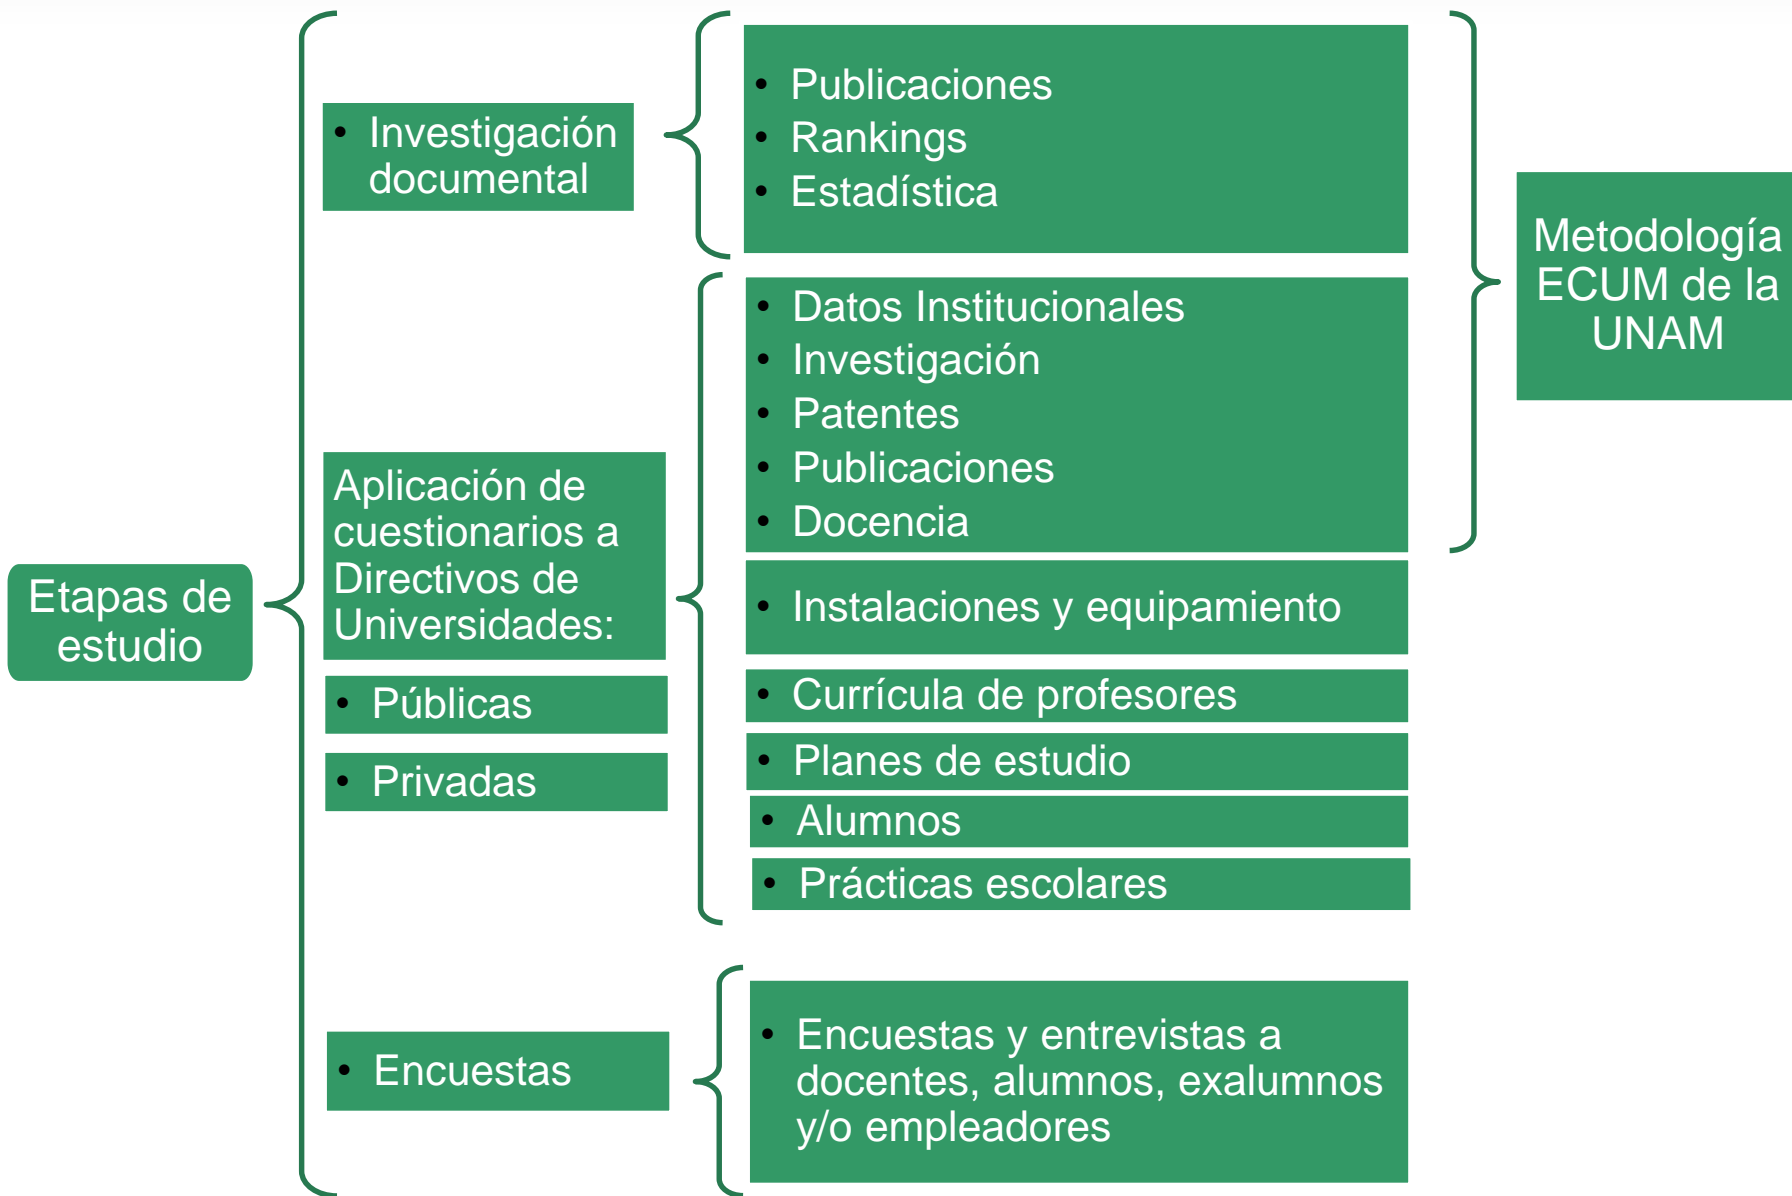 Etapas de
estudio
• Investigación
documental
• Publicaciones
• Rankings
• Estadística
Aplicación de
cuestionarios a
Directivos de
Universidades:
• Públicas
• Privadas
• Datos Institucionales
• Investigación
• Patentes
• Publicaciones
• Docencia
• Instalaciones y equipamiento
• Currícula de profesores
• Planes de estudio
• Alumnos
• Prácticas escolares
• Encuestas
• Encuestas y entrevistas a
docentes, alumnos, exalumnos
y/o empleadores
Metodología
ECUM de la
UNAM